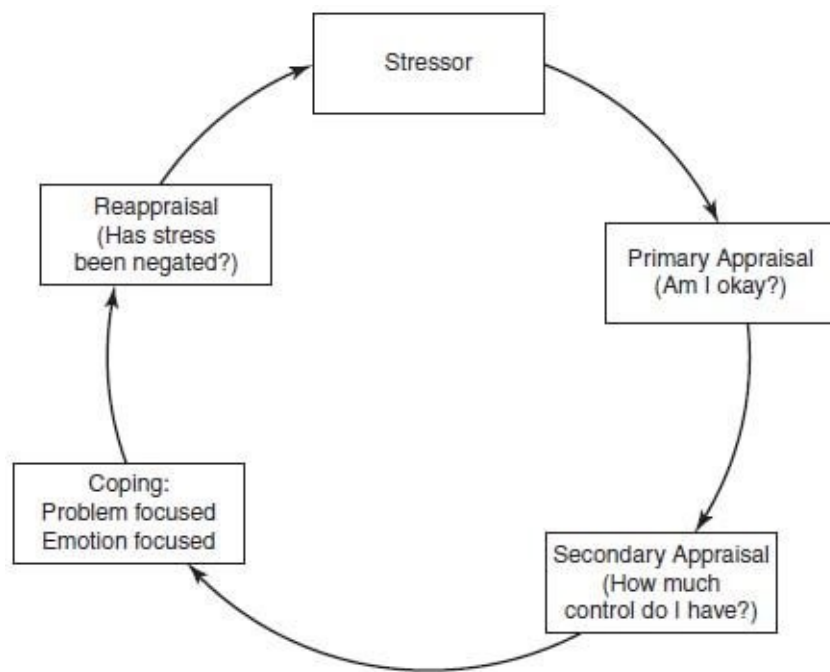 Stressor
Primary Appraisal
(Am I okay?)
Secondary Appraisal
(How much
control do I have?)
Coping:
Problem focused
Emotion focused
Reappraisal
(Has stress
been negated?)